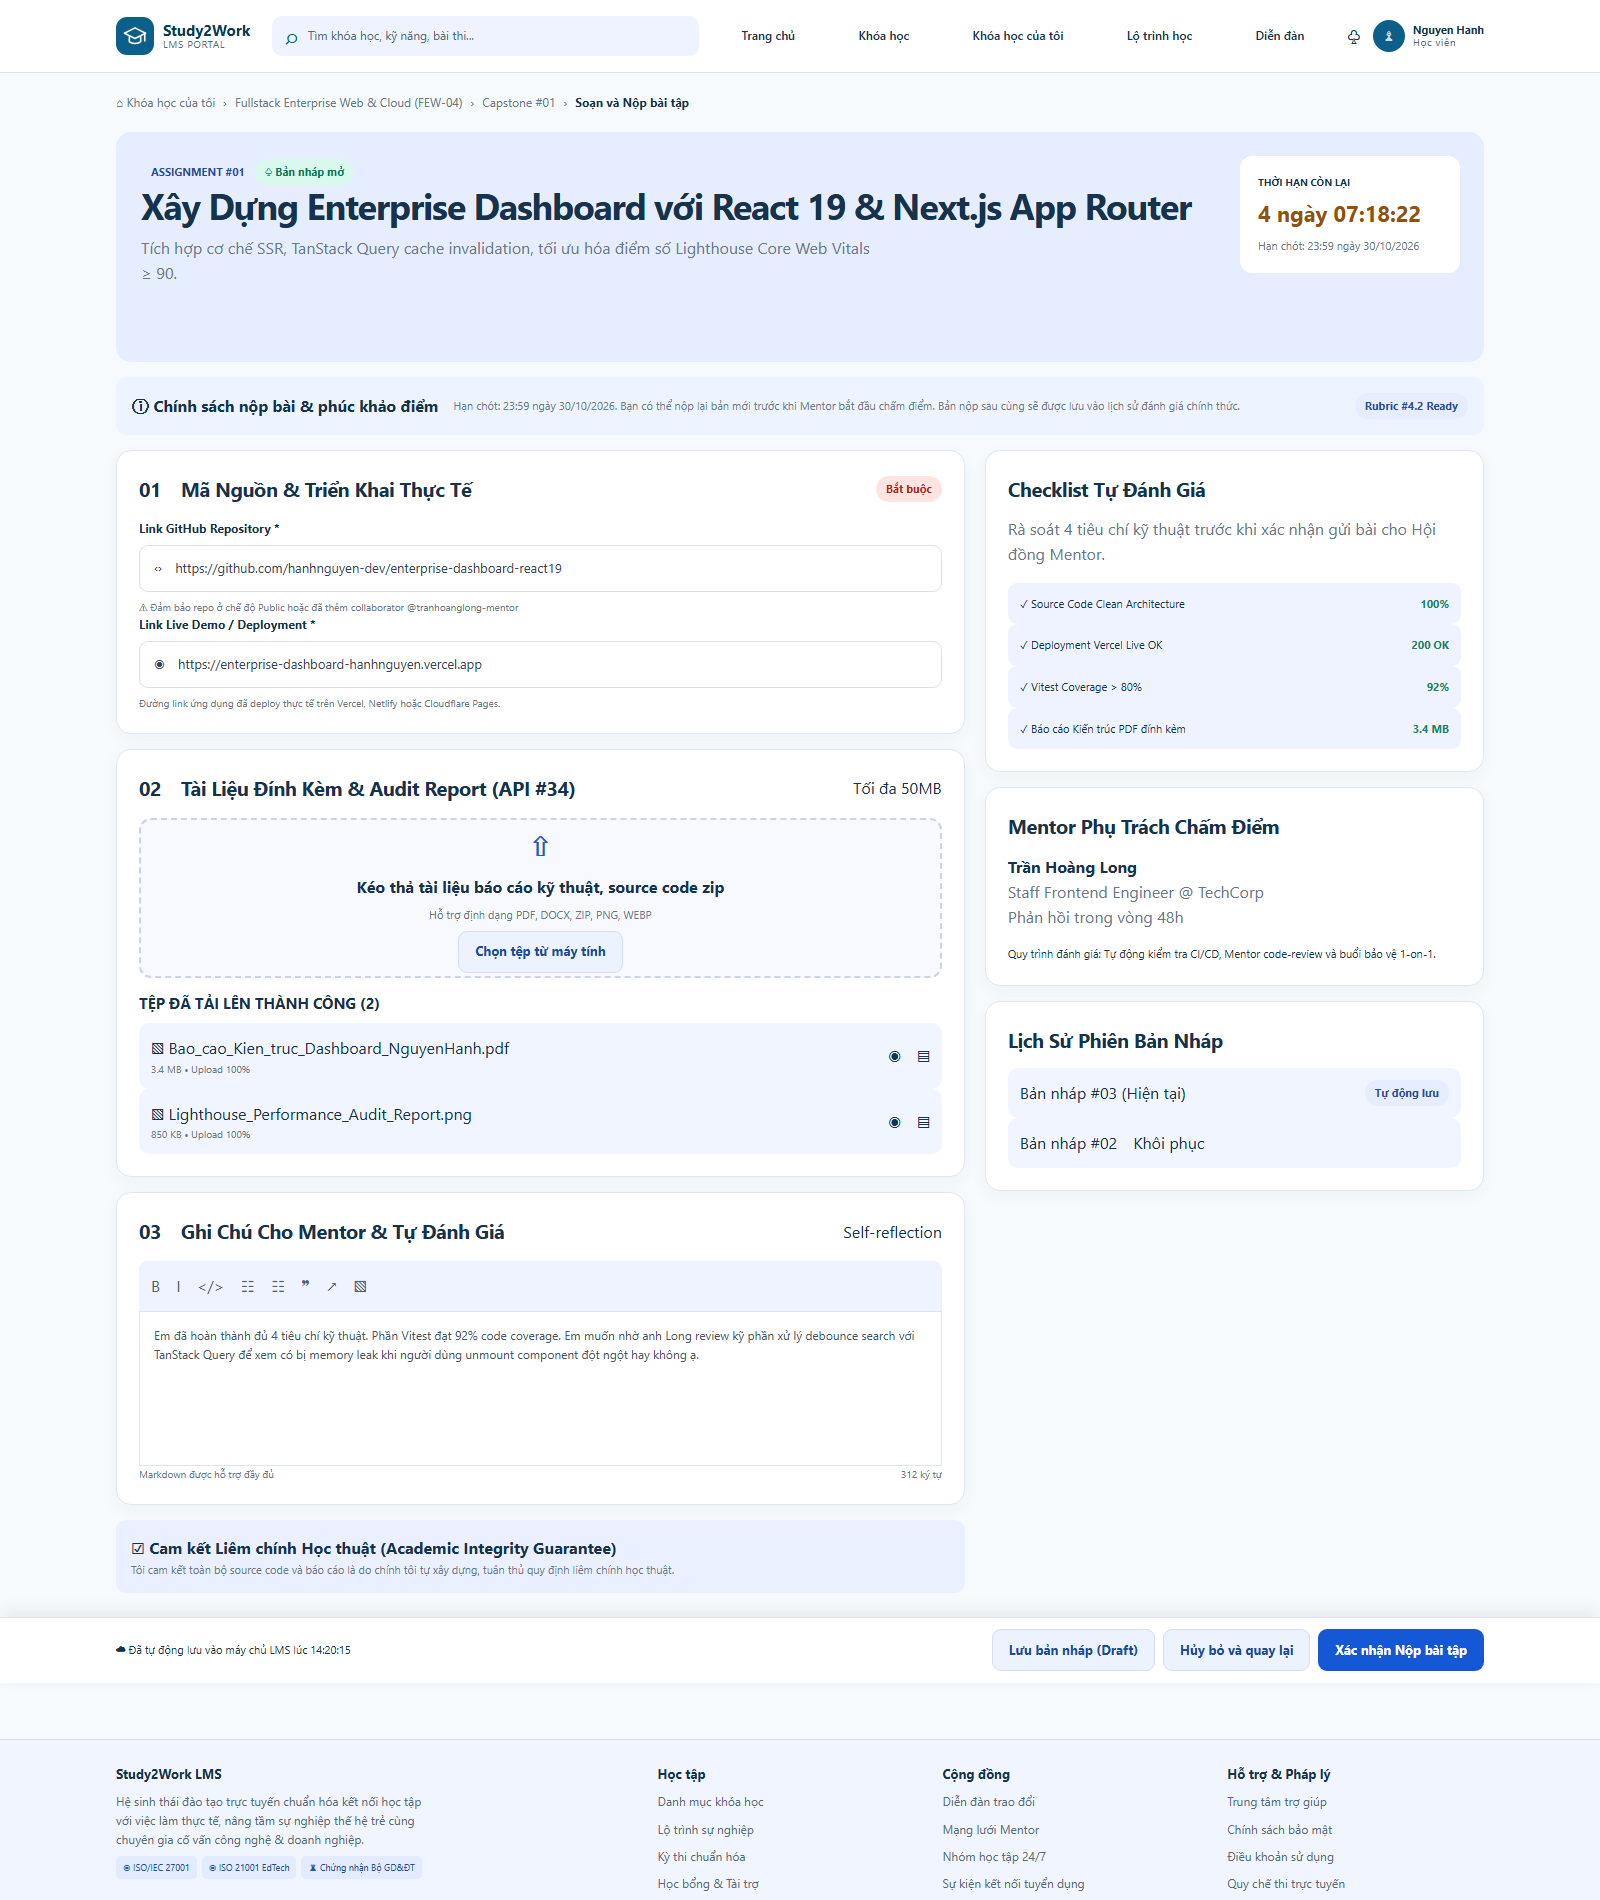 Study2Work
LMS PORTAL
Tìm khóa học, kỹ năng, bài thi...
Trang chủ
Khóa học
Khóa học của tôi
Lộ trình học
Diễn đàn
Nguyen Hanh
Học viên
Khóa học của tôi › Fullstack Enterprise Web & Cloud (FEW-04) › Capstone #01 › Soạn và Nộp bài tập
ASSIGNMENT #01
Bản nháp mở
Xây Dựng Enterprise Dashboard với React 19 & Next.js App Router
Tích hợp cơ chế SSR, TanStack Query cache invalidation, tối ưu hóa điểm số Lighthouse Core Web Vitals
≥ 90.
THỜI HẠN CÒN LẠI
4 ngày 07:18:22
Hạn chót: 23:59 ngày 30/10/2026
Chính sách nộp bài & phúc khảo điểm
Hạn chót: 23:59 ngày 30/10/2026. Bạn có thể nộp lại bản mới trước khi Mentor bắt đầu chấm điểm. Bản nộp sau cùng sẽ được lưu vào lịch sử đánh giá chính thức.
Rubric #4.2 Ready
01 Mã Nguồn & Triển Khai Thực Tế
Bắt buộc
Link GitHub Repository *
https://github.com/hanhnguyen-dev/enterprise-dashboard-react19
⚠ Đảm bảo repo ở chế độ Public hoặc đã thêm collaborator @tranhoanglong-mentor
Link Live Demo / Deployment *
https://enterprise-dashboard-hanhnguyen.vercel.app
Đường link ứng dụng đã deploy thực tế trên Vercel, Netlify hoặc Cloudflare Pages.
02 Tài Liệu Đính Kèm & Audit Report (API #34)
Tối đa 50MB
Kéo thả tài liệu báo cáo kỹ thuật, source code zip
Hỗ trợ định dạng PDF, DOCX, ZIP, PNG, WEBP
Chọn tệp từ máy tính
TỆP ĐÃ TẢI LÊN THÀNH CÔNG (2)
Bao_cao_Kien_truc_Dashboard_NguyenHanh.pdf
3.4 MB • Upload 100%
Lighthouse_Performance_Audit_Report.png
850 KB • Upload 100%
03 Ghi Chú Cho Mentor & Tự Đánh Giá
Self-reflection
B I </> ❞ ↗
Em đã hoàn thành đủ 4 tiêu chí kỹ thuật. Phần Vitest đạt 92% code coverage. Em muốn nhờ anh Long review kỹ phần xử lý debounce search với
TanStack Query để xem có bị memory leak khi người dùng unmount component đột ngột hay không ạ.
Markdown được hỗ trợ đầy đủ
312 ký tự
☑ Cam kết Liêm chính Học thuật (Academic Integrity Guarantee)
Tôi cam kết toàn bộ source code và báo cáo là do chính tôi tự xây dựng, tuân thủ quy định liêm chính học thuật.
Checklist Tự Đánh Giá
Rà soát 4 tiêu chí kỹ thuật trước khi xác nhận gửi bài cho Hội
đồng Mentor.
✓ Source Code Clean Architecture 100%
✓ Deployment Vercel Live OK 200 OK
✓ Vitest Coverage > 80% 92%
✓ Báo cáo Kiến trúc PDF đính kèm 3.4 MB
Mentor Phụ Trách Chấm Điểm
Trần Hoàng Long
Staff Frontend Engineer @ TechCorp
Phản hồi trong vòng 48h
Quy trình đánh giá: Tự động kiểm tra CI/CD, Mentor code-review và buổi bảo vệ 1-on-1.
Lịch Sử Phiên Bản Nháp
Bản nháp #03 (Hiện tại)
Tự động lưu
Bản nháp #02 Khôi phục
Đã tự động lưu vào máy chủ LMS lúc 14:20:15
Lưu bản nháp (Draft)
Hủy bỏ và quay lại
Xác nhận Nộp bài tập
Study2Work LMS
Hệ sinh thái đào tạo trực tuyến chuẩn hóa kết nối học tập
với việc làm thực tế, nâng tầm sự nghiệp thế hệ trẻ cùng
chuyên gia cố vấn công nghệ & doanh nghiệp.
ISO/IEC 27001
ISO 21001 EdTech
Chứng nhận Bộ GD&ĐT
Học tập
Danh mục khóa học
Lộ trình sự nghiệp
Kỳ thi chuẩn hóa
Học bổng & Tài trợ
Cộng đồng
Diễn đàn trao đổi
Mạng lưới Mentor
Nhóm học tập 24/7
Sự kiện kết nối tuyển dụng
Hỗ trợ & Pháp lý
Trung tâm trợ giúp
Chính sách bảo mật
Điều khoản sử dụng
Quy chế thi trực tuyến